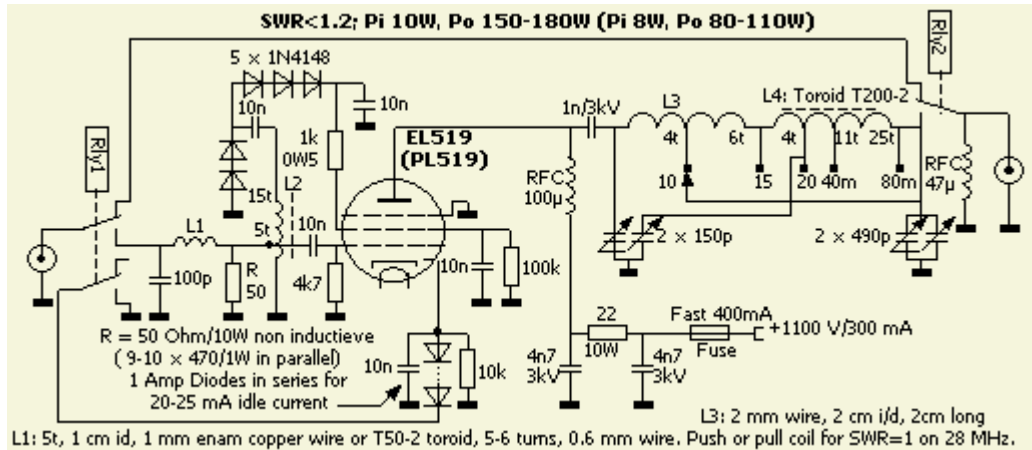 SWR<1.2; Pi 10W, Po 150-180W (Pi 8W, Po 80-110W)
Rly2
5 × 1N4148
10n
10n
1n/3kV
L3
L4: Toroid T200-2
1k
0W5
EL519
(PL519)
4t
6t
4t
11t
25t
Rly1
RFC
100µ
10
15
20
40m
80m
RFC
47µ
15t
L2
5t
10n
L1
2 × 150p
2 × 490p
100p
R
50
4k7
10n
100k
R = 50 Ohm/10W non inductieve
( 9-10 × 470/1W in parallel)
1 Amp Diodes in series for
20-25 mA idle current
10n
10k
22
10W
Fast 400mA
Fuse
+1100 V/300 mA
4n7
3kV
4n7
3kV
L3: 2 mm wire, 2 cm i/d, 2cm long
L1: 5t, 1 cm id, 1 mm enam copper wire or T50-2 toroid, 5-6 turns, 0.6 mm wire. Push or pull coil for SWR=1 on 28 MHz.